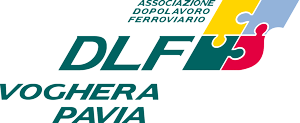 ASSOCIAZIONE
DOPOLAVORO
FERROVIARIO
DLF
VOGHERA
PAVIA